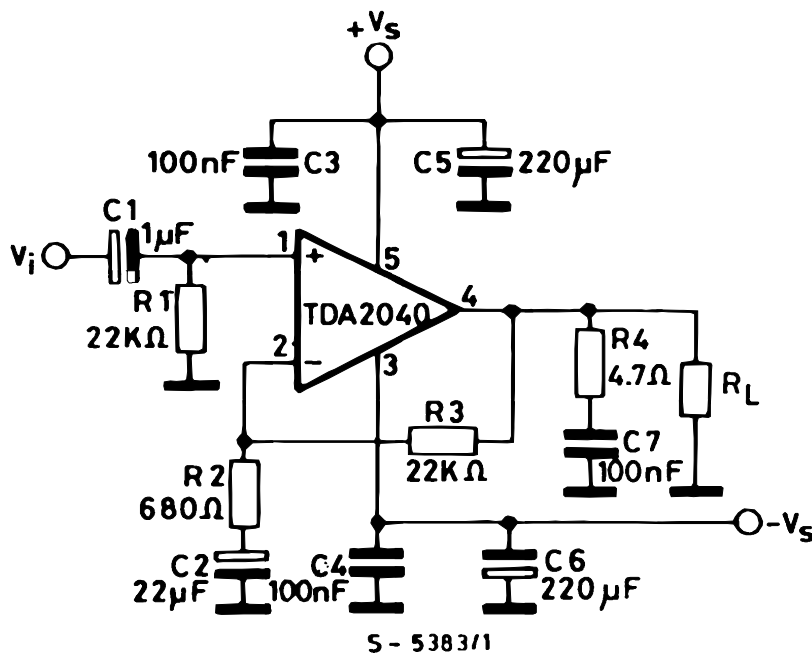 +Vs
100nF
C3
C5
220µF
C1
1µF
Vi
1
+
5
TDA2040
4
R1
22KΩ
2
−
3
R4
4.7Ω
RL
R3
22KΩ
C7
100nF
R2
680Ω
-Vs
C2
22µF
C4
100nF
C6
220µF
S - 5383/1